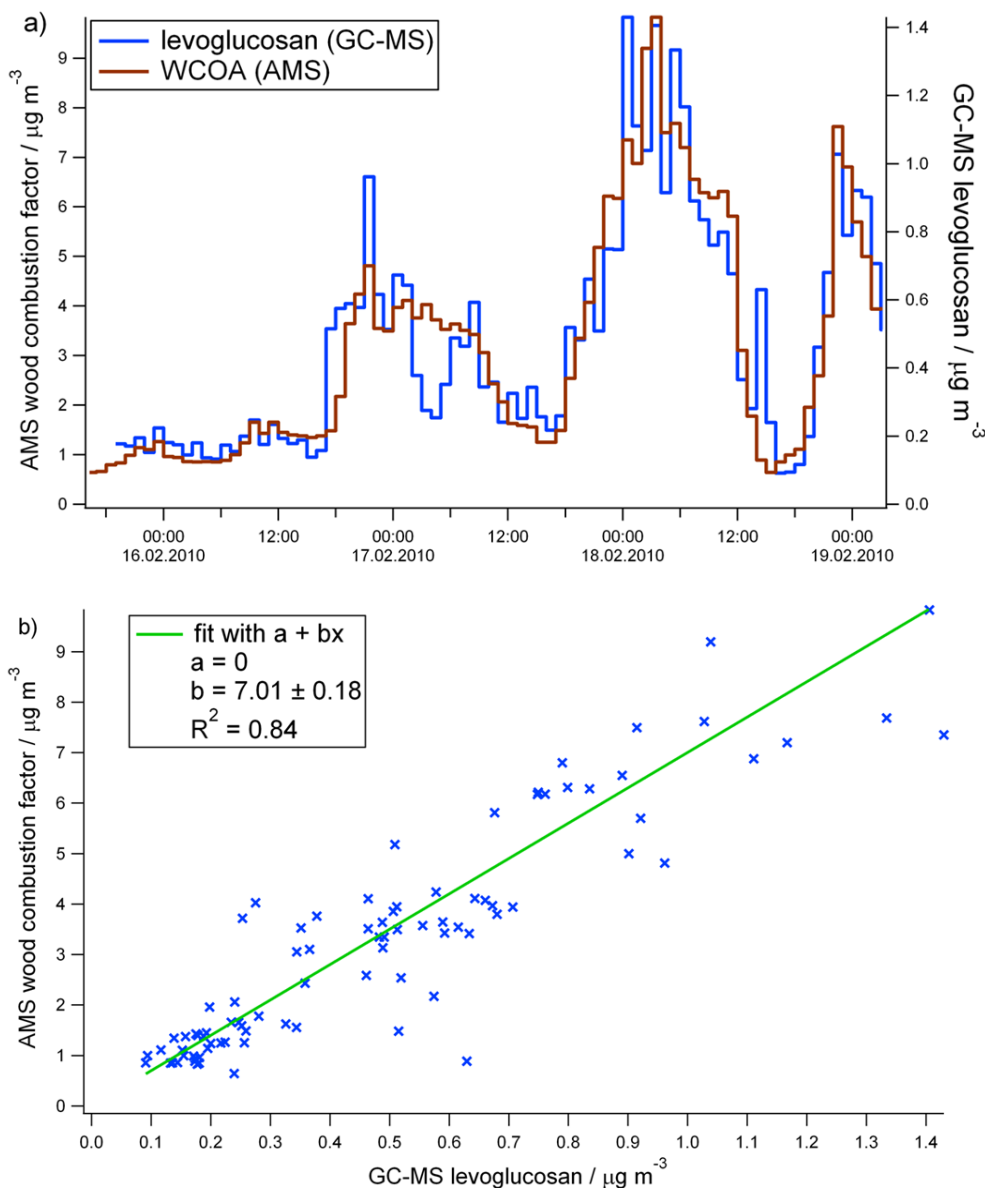 a)
levoglucosan (GC-MS)
WCOA (AMS)
AMS wood combustion factor / µg m⁻³
9
8
7
6
5
4
3
2
1
0
GC-MS levoglucosan / µg m⁻³
1.4
1.2
1.0
0.8
0.6
0.4
0.2
0.0
00:00 12:00 00:00 12:00 00:00 12:00 00:00
16.02.2010 17.02.2010 18.02.2010 19.02.2010
b)
fit with a + bx
a = 0
b = 7.01 ± 0.18
R² = 0.84
AMS wood combustion factor / µg m⁻³
9
8
7
6
5
4
3
2
1
0
0.0 0.1 0.2 0.3 0.4 0.5 0.6 0.7 0.8 0.9 1.0 1.1 1.2 1.3 1.4
GC-MS levoglucosan / µg m⁻³